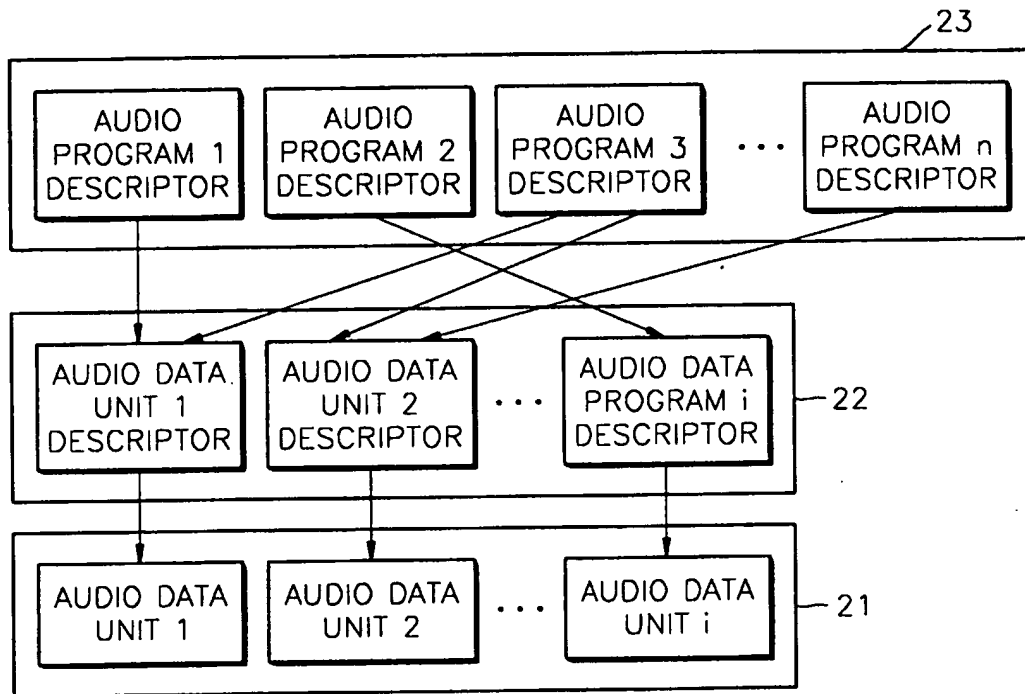 23
AUDIO
PROGRAM 1
DESCRIPTOR
AUDIO
PROGRAM 2
DESCRIPTOR
AUDIO
PROGRAM 3
DESCRIPTOR
...
AUDIO
PROGRAM n
DESCRIPTOR
AUDIO DATA
UNIT 1
DESCRIPTOR
AUDIO DATA
UNIT 2
DESCRIPTOR
...
AUDIO DATA
PROGRAM i
DESCRIPTOR
22
AUDIO DATA
UNIT 1
AUDIO DATA
UNIT 2
...
AUDIO DATA
UNIT i
21